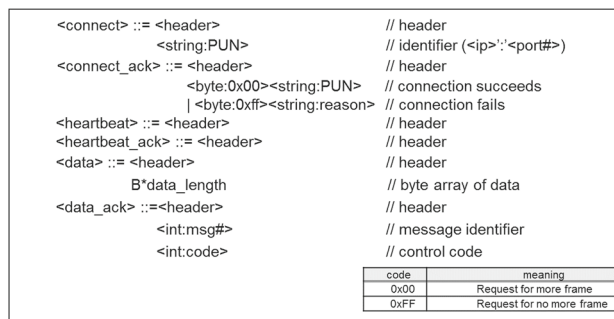 <connect> ::= <header> // header
<string:PUN> // identifier (<ip>':'<port#>)
<connect_ack> ::= <header> // header
<byte:0x00><string:PUN> // connection succeeds
| <byte:0xff><string:reason> // connection fails
<heartbeat> ::= <header> // header
<heartbeat_ack> ::= <header> // header
<data> ::= <header> // header
B*data_length // byte array of data
<data_ack> ::=<header> // header
<int:msg#> // message identifier
<int:code> // control code
code meaning
0x00 Request for more frame
0xFF Request for no more frame